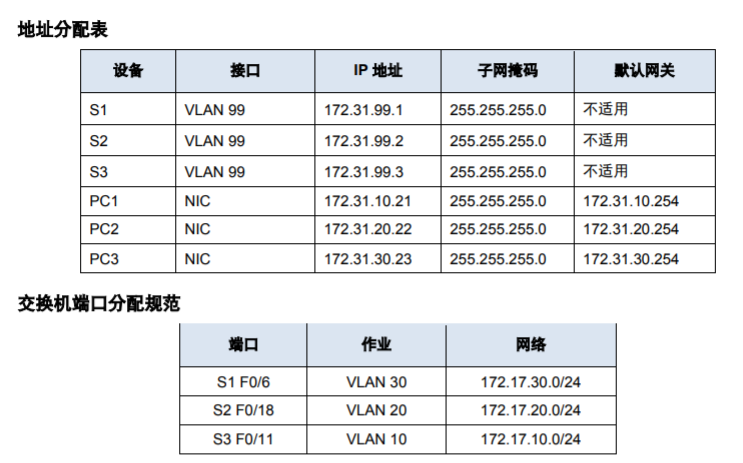 地址分配表
设备 接口 IP 地址 子网掩码 默认网关
S1 VLAN 99 172.31.99.1 255.255.255.0 不适用
S2 VLAN 99 172.31.99.2 255.255.255.0 不适用
S3 VLAN 99 172.31.99.3 255.255.255.0 不适用
PC1 NIC 172.31.10.21 255.255.255.0 172.31.10.254
PC2 NIC 172.31.20.22 255.255.255.0 172.31.20.254
PC3 NIC 172.31.30.23 255.255.255.0 172.31.30.254
交换机端口分配规范
端口 作业 网络
S1 F0/6 VLAN 30 172.17.30.0/24
S2 F0/18 VLAN 20 172.17.20.0/24
S3 F0/11 VLAN 10 172.17.10.0/24